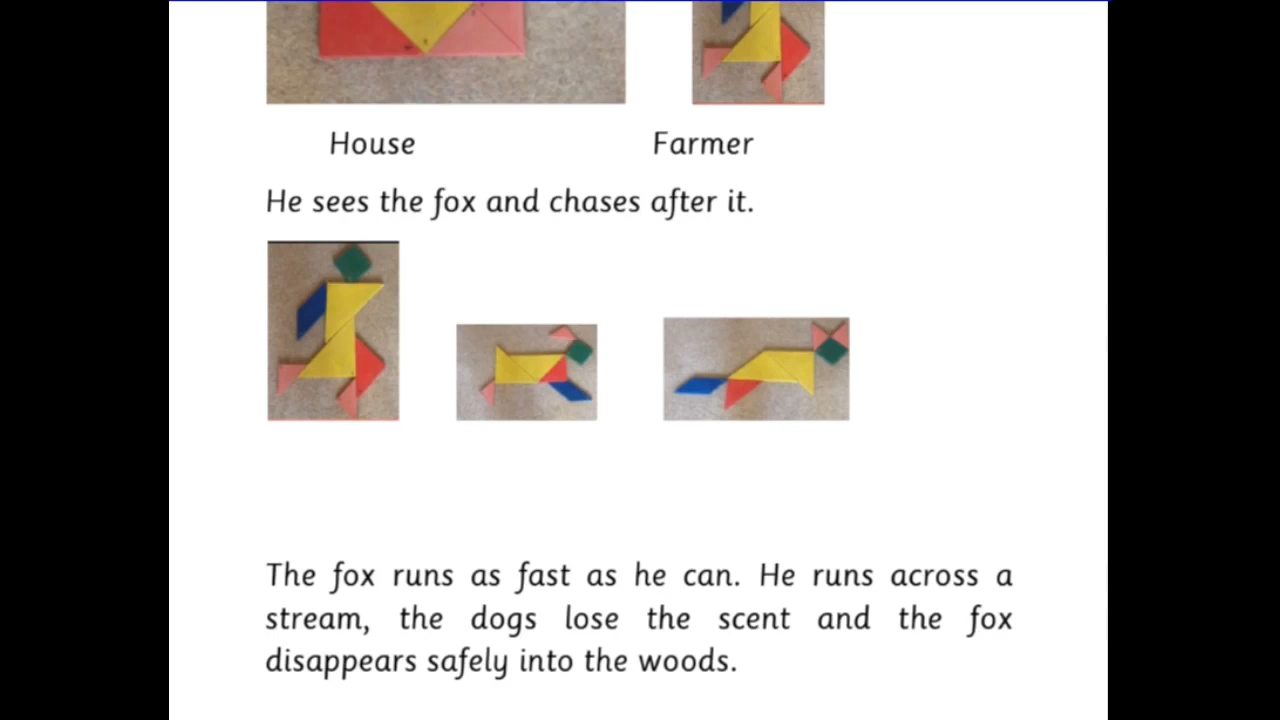 House Farmer
He sees the fox and chases after it.
The fox runs as fast as he can. He runs across a
stream, the dogs lose the scent and the fox
disappears safely into the woods.